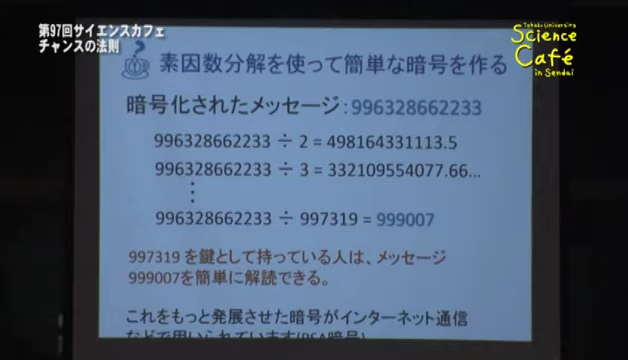 第97回サイエンスカフェ
チャンスの法則
Tohoku University
Science
Café
in Sendai
素因数分解を使って簡単な暗号を作る
暗号化されたメッセージ:996328662233
996328662233 ÷ 2 = 498164331113.5
996328662233 ÷ 3 = 332109554077.66...
⋮
996328662233 ÷ 997319 = 999007
997319 を鍵として持っている人は、メッセージ
999007を簡単に解読できる。
これをもっと発展させた暗号がインターネット通信
などで用いられています(RSA暗号)